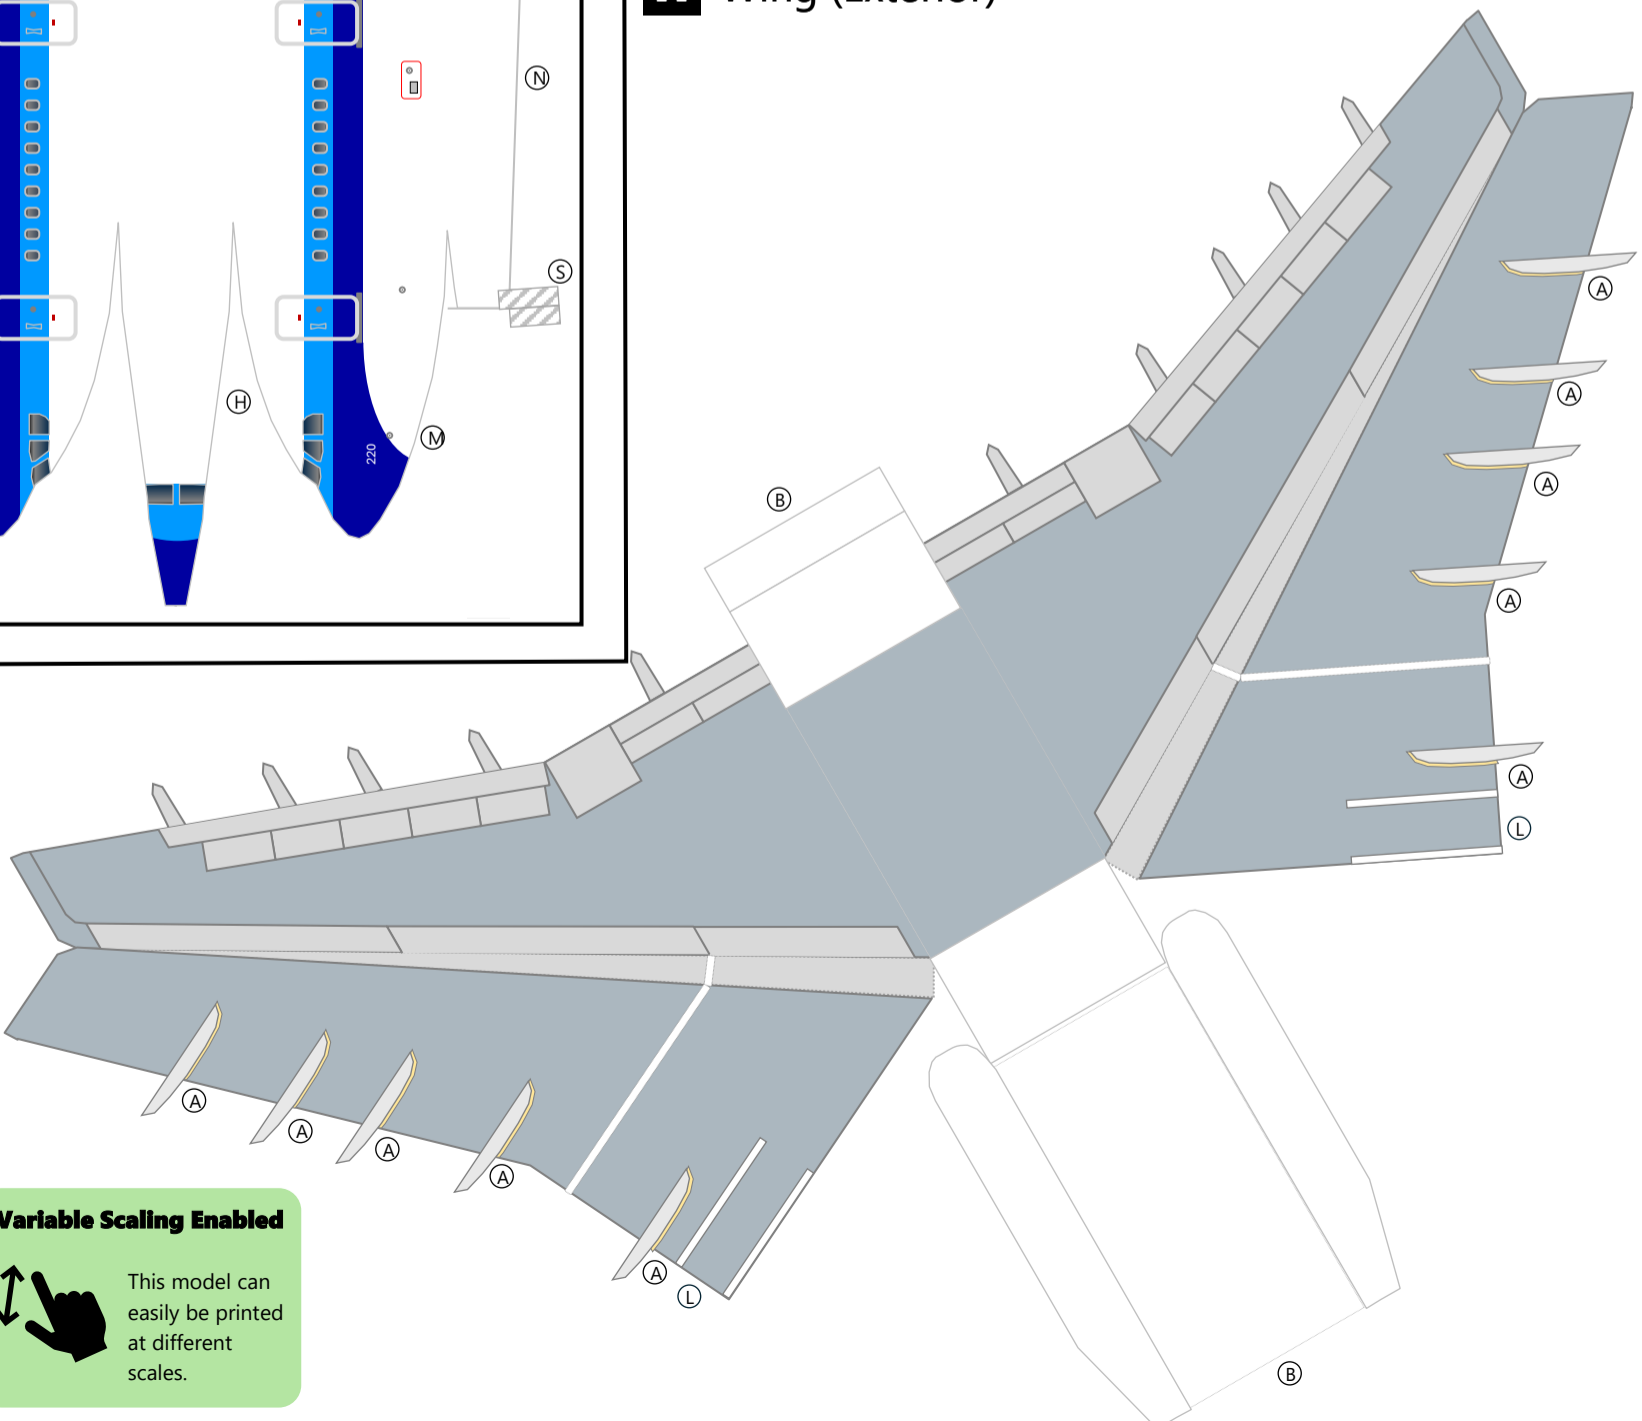 Wing (Exterior)
N
S
H
M
220
B
A
A
A
A
A
L
A
A
A
A
A
L
B
Variable Scaling Enabled
This model can
easily be printed
at different
scales.